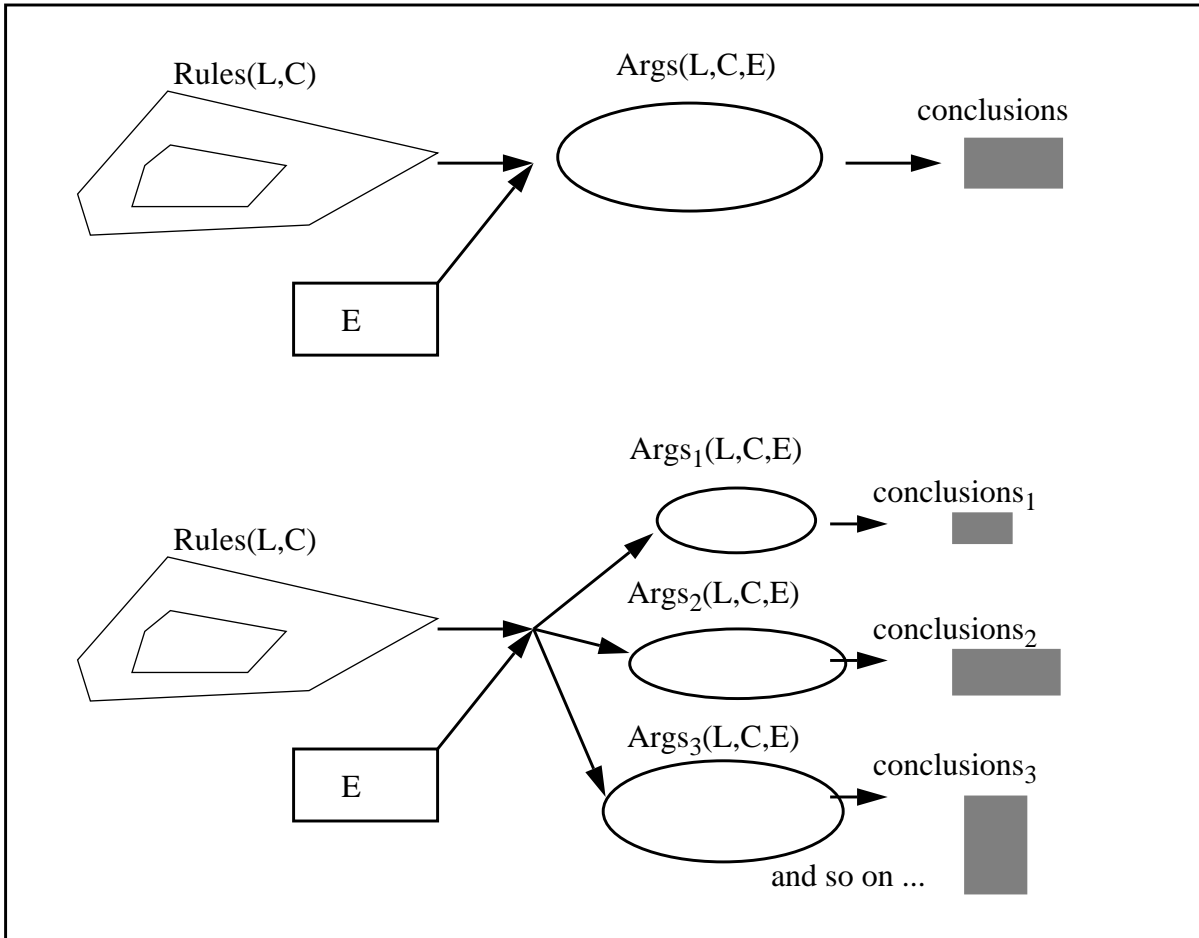 Rules(L,C)
Args(L,C,E)
conclusions
E
Args1(L,C,E)
conclusions1
Rules(L,C)
Args2(L,C,E)
conclusions2
E
Args3(L,C,E)
conclusions3
and so on ...